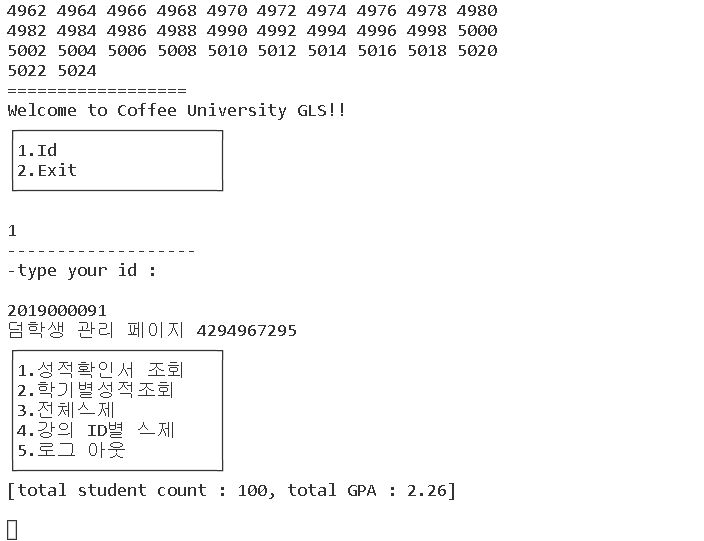 4962 4964 4966 4968 4970 4972 4974 4976 4978 4980
4982 4984 4986 4988 4990 4992 4994 4996 4998 5000
5002 5004 5006 5008 5010 5012 5014 5016 5018 5020
5022 5024
==================
Welcome to Coffee University GLS!!
1.Id
2.Exit
1
-------------------
-type your id :
2019000091
덤학생 관리 페이지 4294967295
1.성적확인서 조회
2.학기별성적조회
3.전체스제
4.강의 ID별 스제
5.로그 아웃
[total student count : 100, total GPA : 2.26]